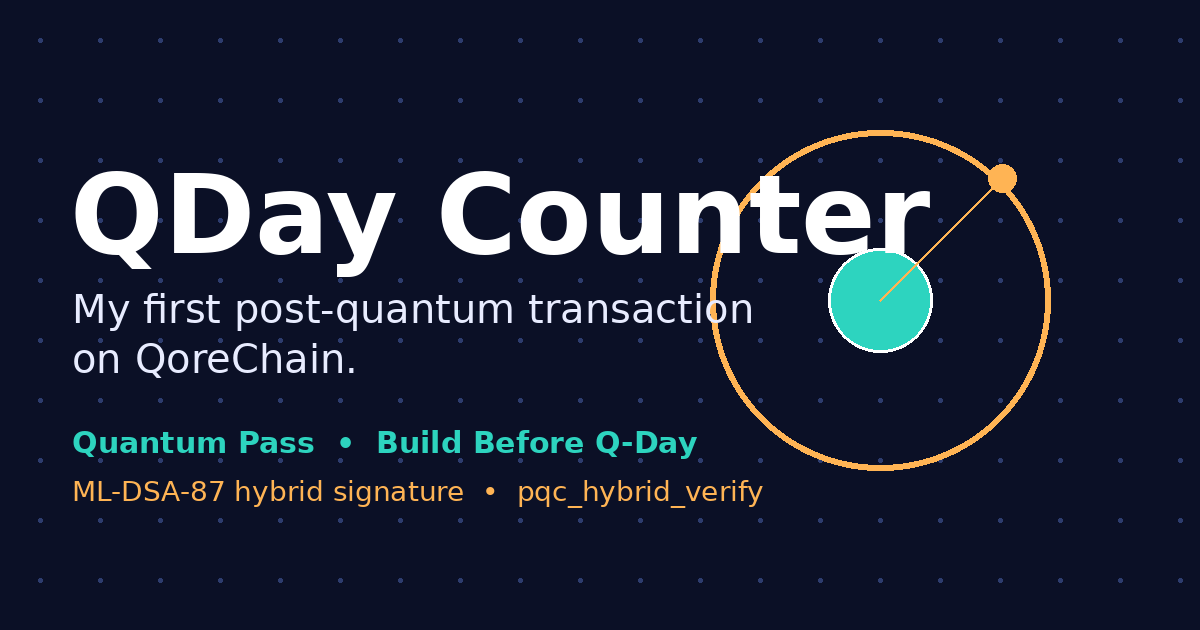 QDay Counter
My first post-quantum transaction
on QoreChain.
Quantum Pass • Build Before Q-Day
ML-DSA-87 hybrid signature • pqc_hybrid_verify